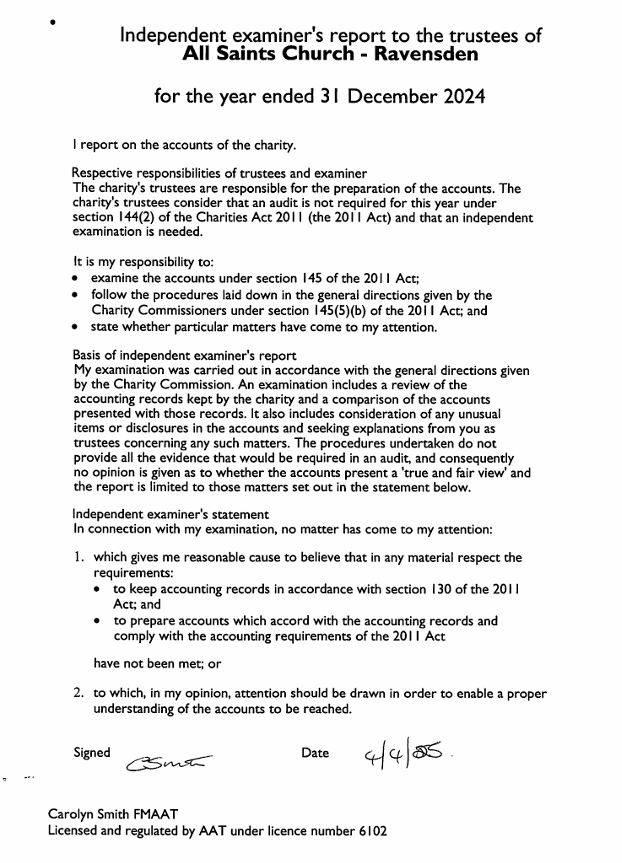 Independent examiner's report to the trustees of
All Saints Church - Ravensden
for the year ended 31 December 2024
I report on the accounts of the charity.
Respective responsibilities of trustees and examiner
The charity's trustees are responsible for the preparation of the accounts. The
charity's trustees consider that an audit is not required for this year under
section 144(2) of the Charities Act 2011 (the 2011 Act) and that an independent
examination is needed.
It is my responsibility to:
• examine the accounts under section 145 of the 2011 Act;
• follow the procedures laid down in the general directions given by the
Charity Commissioners under section 145(5)(b) of the 2011 Act; and
• state whether particular matters have come to my attention.
Basis of independent examiner's report
My examination was carried out in accordance with the general directions given
by the Charity Commission. An examination includes a review of the
accounting records kept by the charity and a comparison of the accounts
presented with those records. It also includes consideration of any unusual
items or disclosures in the accounts and seeking explanations from you as
trustees concerning any such matters. The procedures undertaken do not
provide all the evidence that would be required in an audit, and consequently
no opinion is given as to whether the accounts present a 'true and fair view' and
the report is limited to those matters set out in the statement below.
Independent examiner's statement
In connection with my examination, no matter has come to my attention:
1. which gives me reasonable cause to believe that in any material respect the
requirements:
• to keep accounting records in accordance with section 130 of the 2011
Act; and
• to prepare accounts which accord with the accounting records and
comply with the accounting requirements of the 2011 Act
have not been met; or
2. to which, in my opinion, attention should be drawn in order to enable a proper
understanding of the accounts to be reached.
Signed CSmith Date 4/4/
Carolyn Smith FMAAT
Licensed and regulated by AAT under licence number 6102